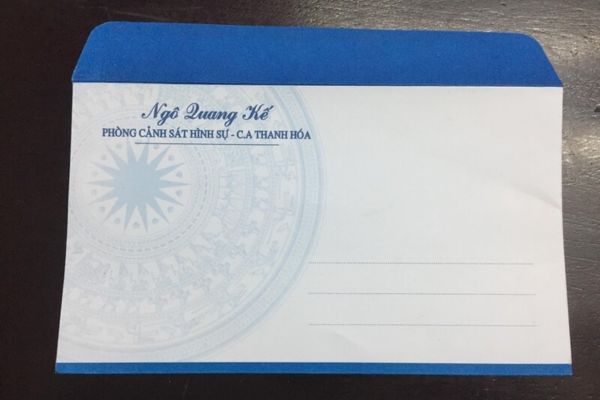 Ngô Quang Kế
PHÒNG CẢNH SÁT HÌNH SỰ - C.A THANH HÓA